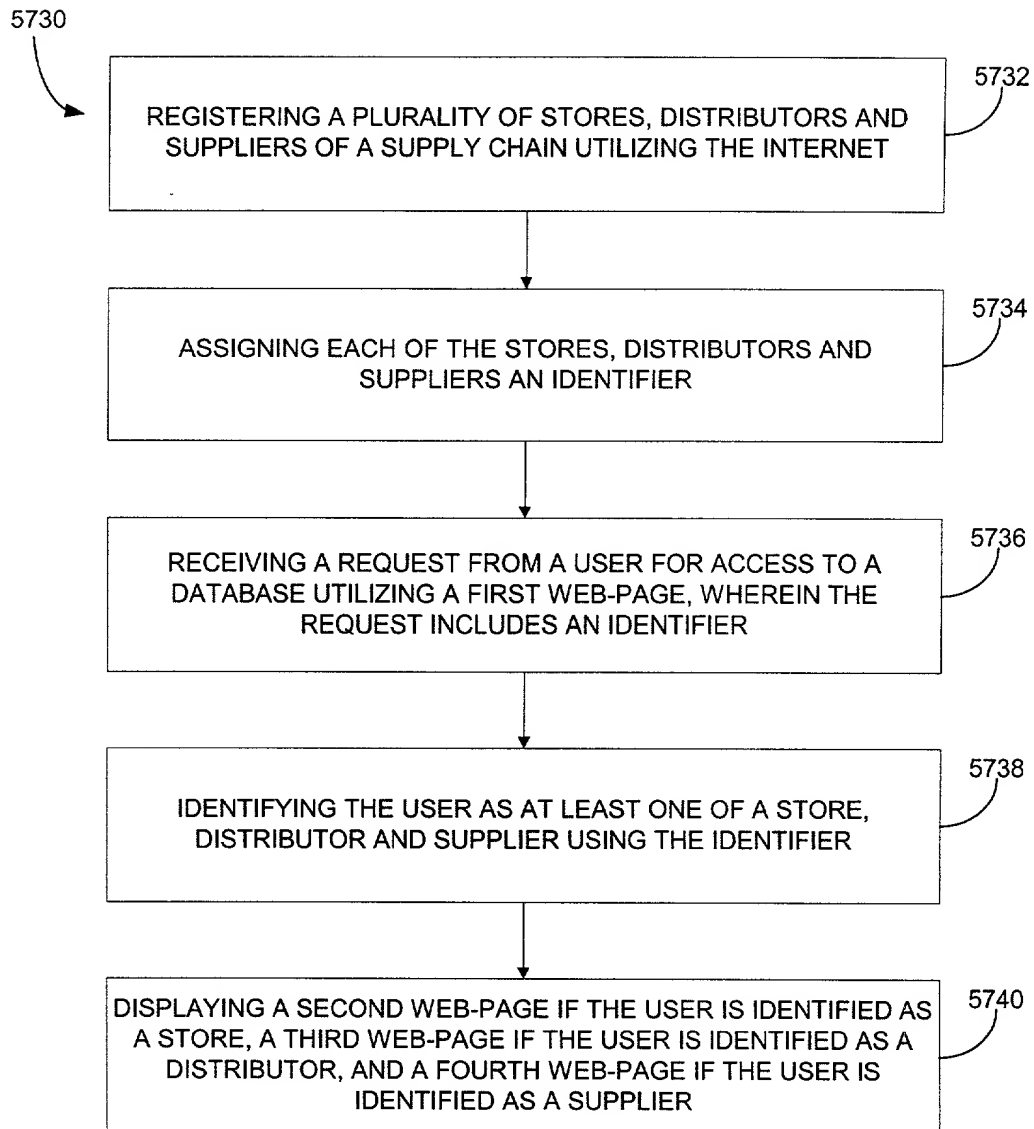 5730
5732
REGISTERING A PLURALITY OF STORES, DISTRIBUTORS AND
SUPPLIERS OF A SUPPLY CHAIN UTILIZING THE INTERNET
5734
ASSIGNING EACH OF THE STORES, DISTRIBUTORS AND
SUPPLIERS AN IDENTIFIER
5736
RECEIVING A REQUEST FROM A USER FOR ACCESS TO A
DATABASE UTILIZING A FIRST WEB-PAGE, WHEREIN THE
REQUEST INCLUDES AN IDENTIFIER
5738
IDENTIFYING THE USER AS AT LEAST ONE OF A STORE,
DISTRIBUTOR AND SUPPLIER USING THE IDENTIFIER
5740
DISPLAYING A SECOND WEB-PAGE IF THE USER IS IDENTIFIED AS
A STORE, A THIRD WEB-PAGE IF THE USER IS IDENTIFIED AS A
DISTRIBUTOR, AND A FOURTH WEB-PAGE IF THE USER IS
IDENTIFIED AS A SUPPLIER